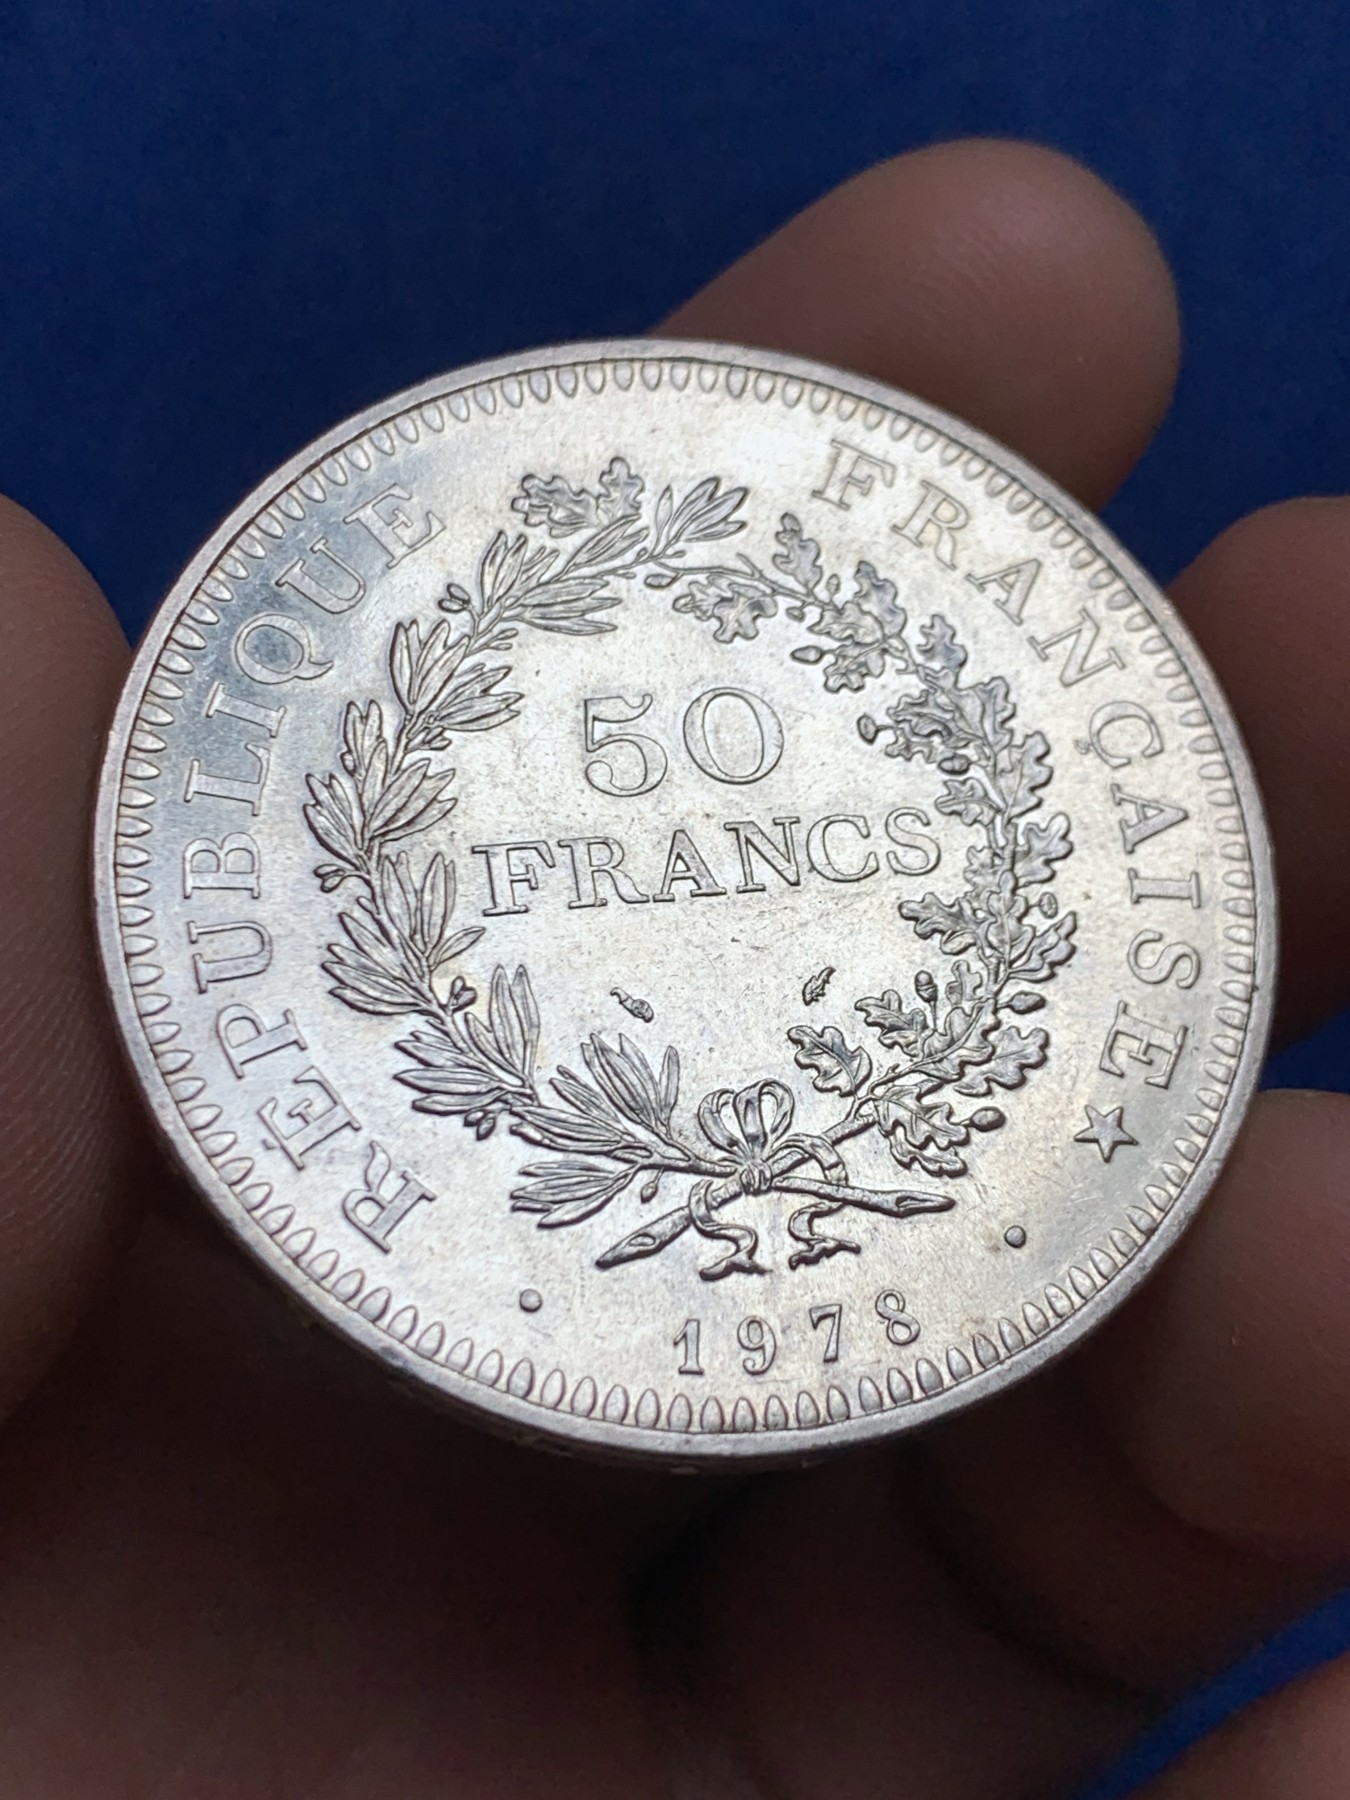 RÉPUBLIQUE FRANÇAISE
50
FRANCS
1978